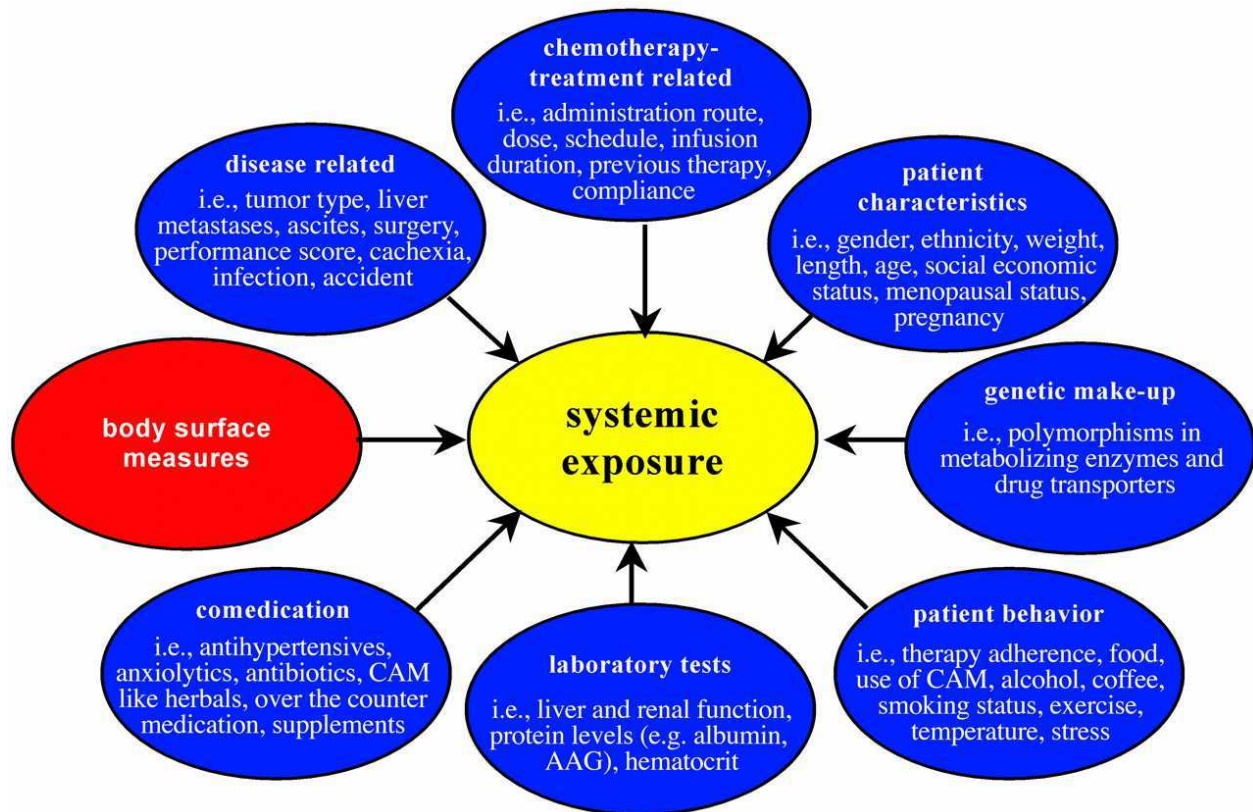 chemotherapy-
treatment related
i.e., administration route,
dose, schedule, infusion
duration, previous therapy,
compliance
disease related
i.e., tumor type, liver
metastases, ascites, surgery,
performance score, cachexia,
infection, accident
patient
characteristics
i.e., gender, ethnicity, weight,
length, age, social economic
status, menopausal status,
pregnancy
body surface
measures
systemic
exposure
genetic make-up
i.e., polymorphisms in
metabolizing enzymes and
drug transporters
comedication
i.e., antihypertensives,
anxiolytics, antibiotics, CAM
like herbals, over the counter
medication, supplements
laboratory tests
i.e., liver and renal function,
protein levels (e.g. albumin,
AAG), hematocrit
patient behavior
i.e., therapy adherence, food,
use of CAM, alcohol, coffee,
smoking status, exercise,
temperature, stress